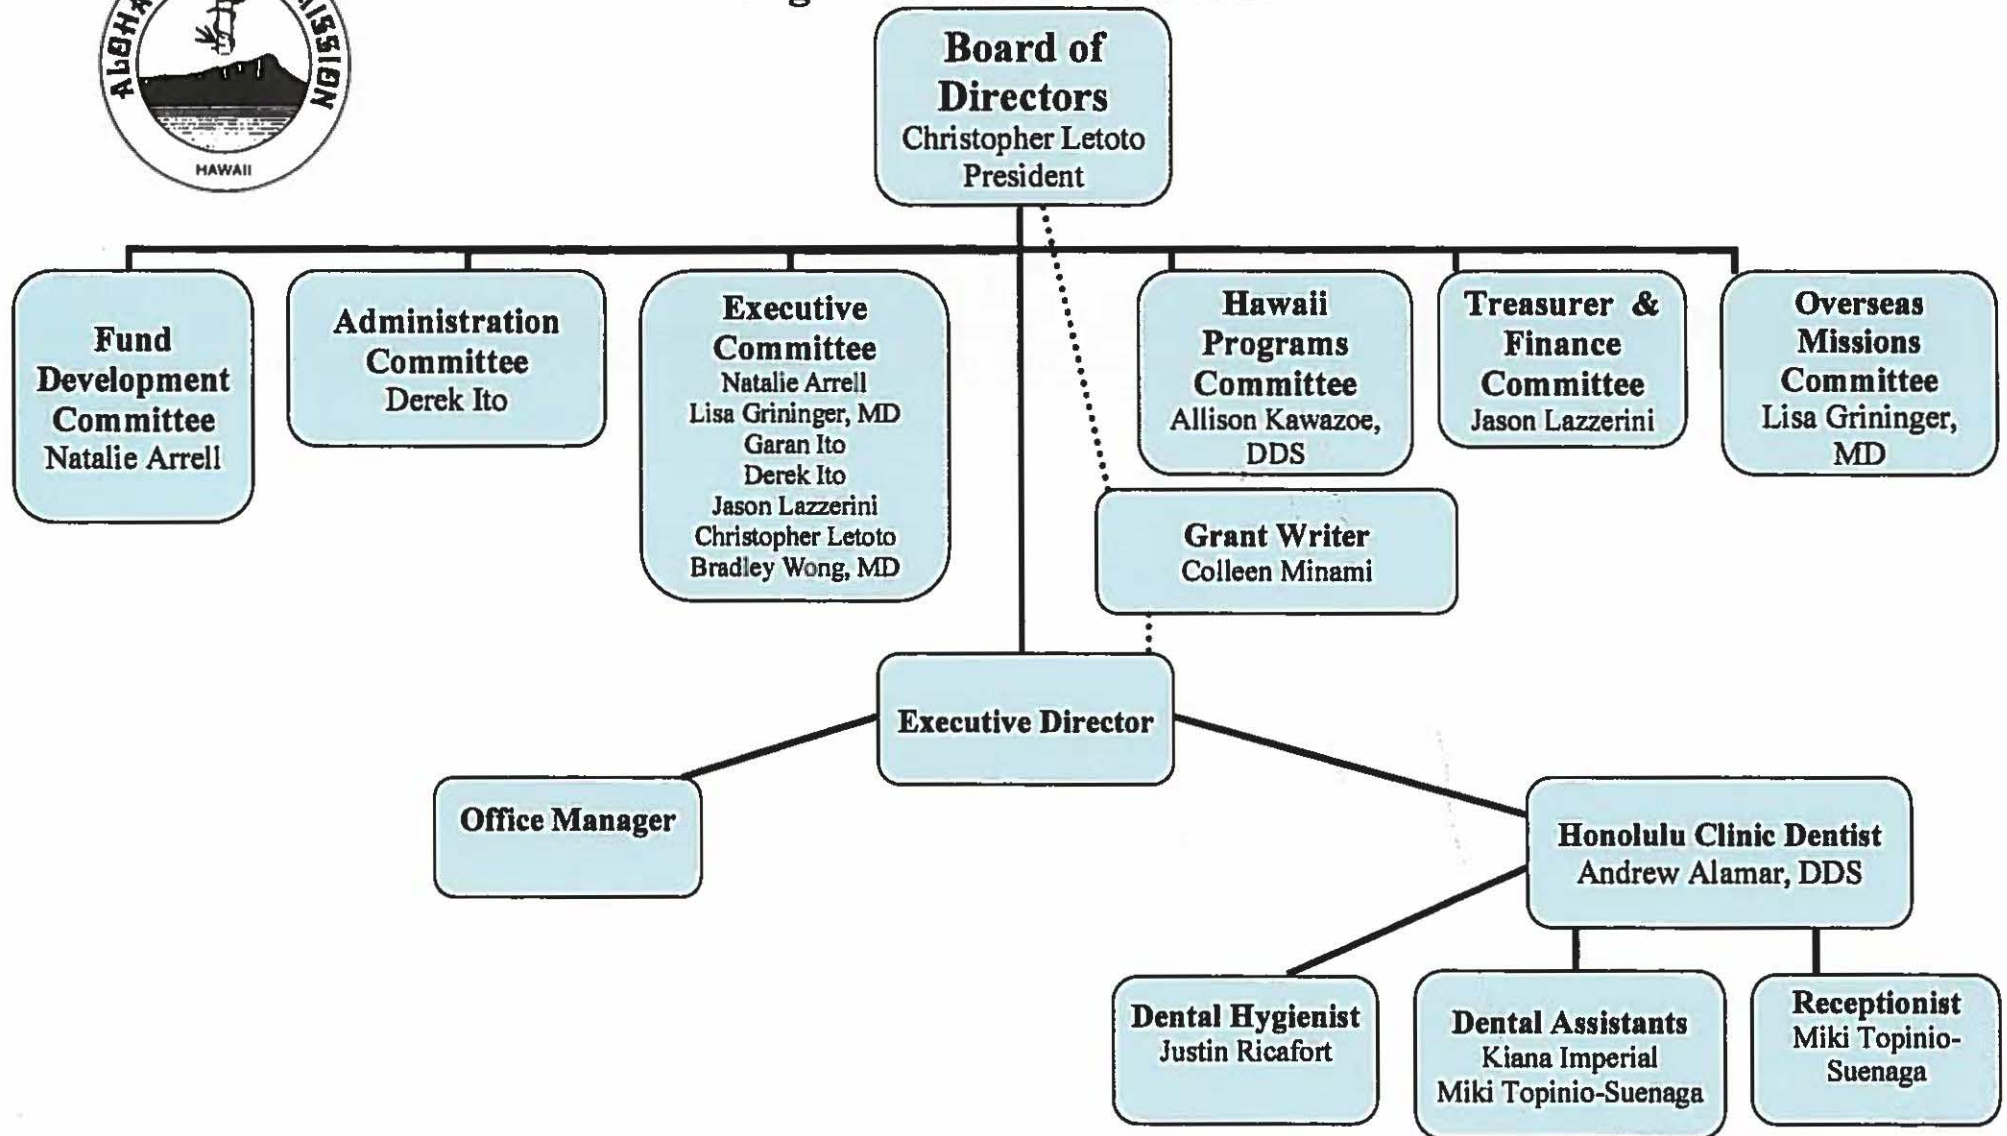 ALOHA
ISSION
HAWAII
Board of
Directors
Christopher Letoto
President
Fund
Development
Committee
Natalie Arrell
Administration
Committee
Derek Ito
Executive
Committee
Natalie Arrell
Lisa Grininger, MD
Garan Ito
Derek Ito
Jason Lazzerini
Christopher Letoto
Bradley Wong, MD
Hawaii
Programs
Committee
Allison Kawazoe,
DDS
Treasurer &
Finance
Committee
Jason Lazzerini
Overseas
Missions
Committee
Lisa Grininger,
MD
Grant Writer
Colleen Minami
Executive Director
Office Manager
Honolulu Clinic Dentist
Andrew Alamar, DDS
Dental Hygienist
Justin Ricafort
Dental Assistants
Kiana Imperial
Miki Topinio-Suenaga
Receptionist
Miki Topinio-
Suenaga